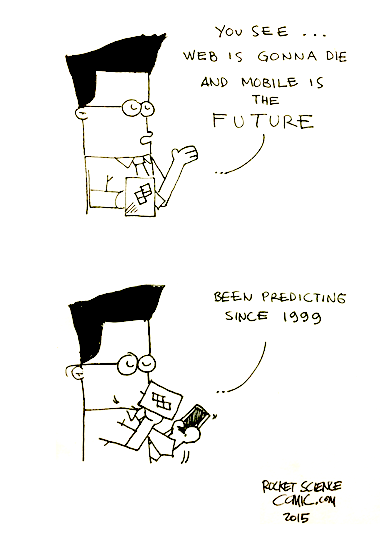 YOU SEE ...
WEB IS GONNA DIE
AND MOBILE IS
THE
FUTURE
BEEN PREDICTING
SINCE 1999
ROCKET SCIENCE
COMIC.COM
2015